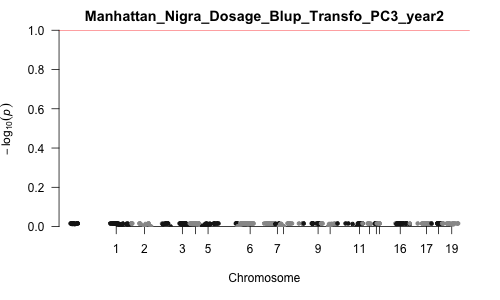 Manhattan_Nigra_Dosage_Blup_Transfo_PC3_year2
1.0
0.8
0.6
0.4
0.2
0.0
− log10(p)
1 2 3 5 6 7 9 11 16 17 19
Chromosome